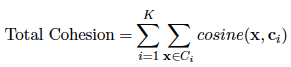 Total Cohesion = \sum_{i=1}^{K} \sum_{\mathbf{x} \in C_i} cosine(\mathbf{x}, \mathbf{c}_i)